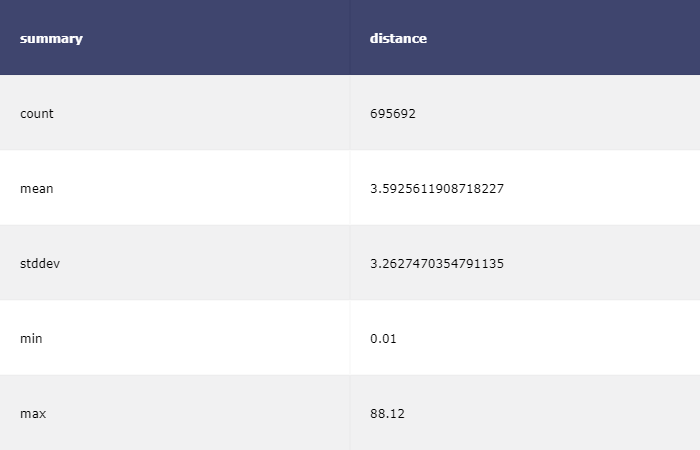 summary distance
count 695692
mean 3.5925611908718227
stddev 3.2627470354791135
min 0.01
max 88.12